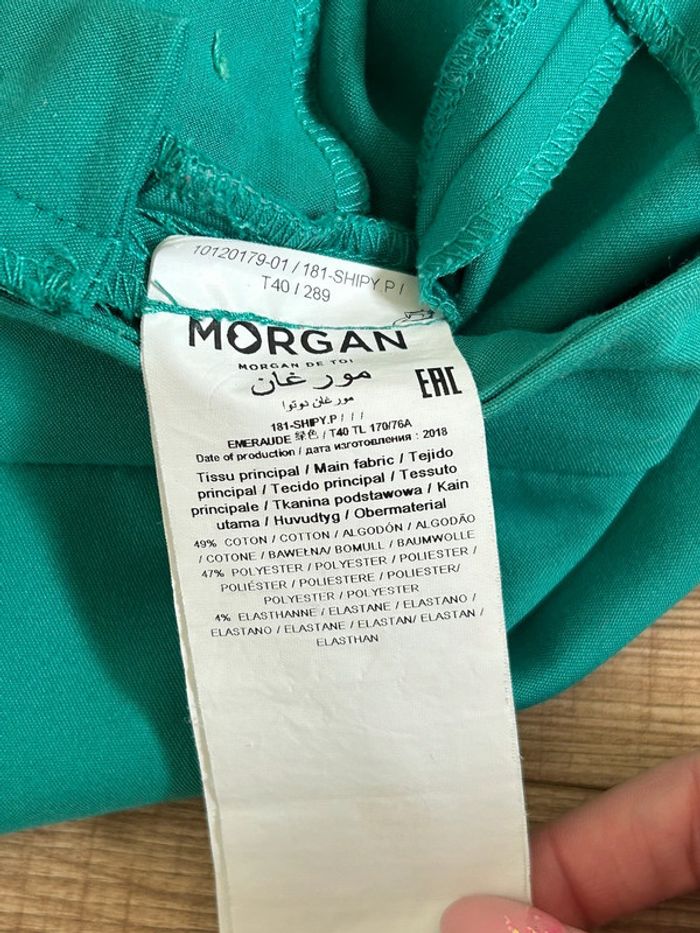 10120179-01 / 181-SHIPY.P /
T40 / 289
MORGAN
MORGAN DE TOI
مورغان
EAC
مورغان دوتوا
181-SHIPY.P / / /
EMERAUDE 绿色 / T40 TL 170/76A
Date of production / дата изготовления : 2018
Tissu principal / Main fabric / Tejido
principal / Tecido principal / Tessuto
principale / Tkanina podstawowa / Kain
utama / Huvudtyg / Obermaterial
49% COTON / COTTON / ALGODÓN / ALGODÃO
/ COTONE / BAWEŁNA/ BOMULL / BAUMWOLLE
47% POLYESTER / POLYESTER / POLIESTER /
POLIÉSTER / POLIESTERE / POLIESTER/
POLYESTER / POLYESTER
4% ELASTHANNE / ELASTANE / ELASTANO /
ELASTANO / ELASTANE / ELASTAN/ ELASTAN /
ELASTHAN